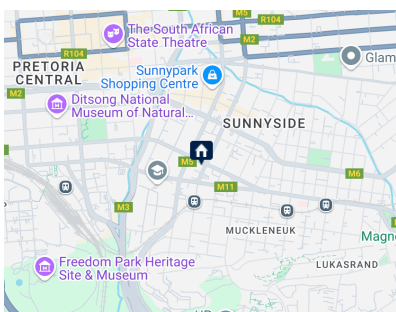 The South African
State Theatre
M5
R104
M2
R104
PRETORIA
CENTRAL
Glam
Sunnypark
Shopping Centre
M2
Ditsong National
Museum of Natural...
SUNNYSIDE
M5
M6
M11
M3
MUCKLENEUK
Magn
Freedom Park Heritage
Site & Museum
LUKASRAND